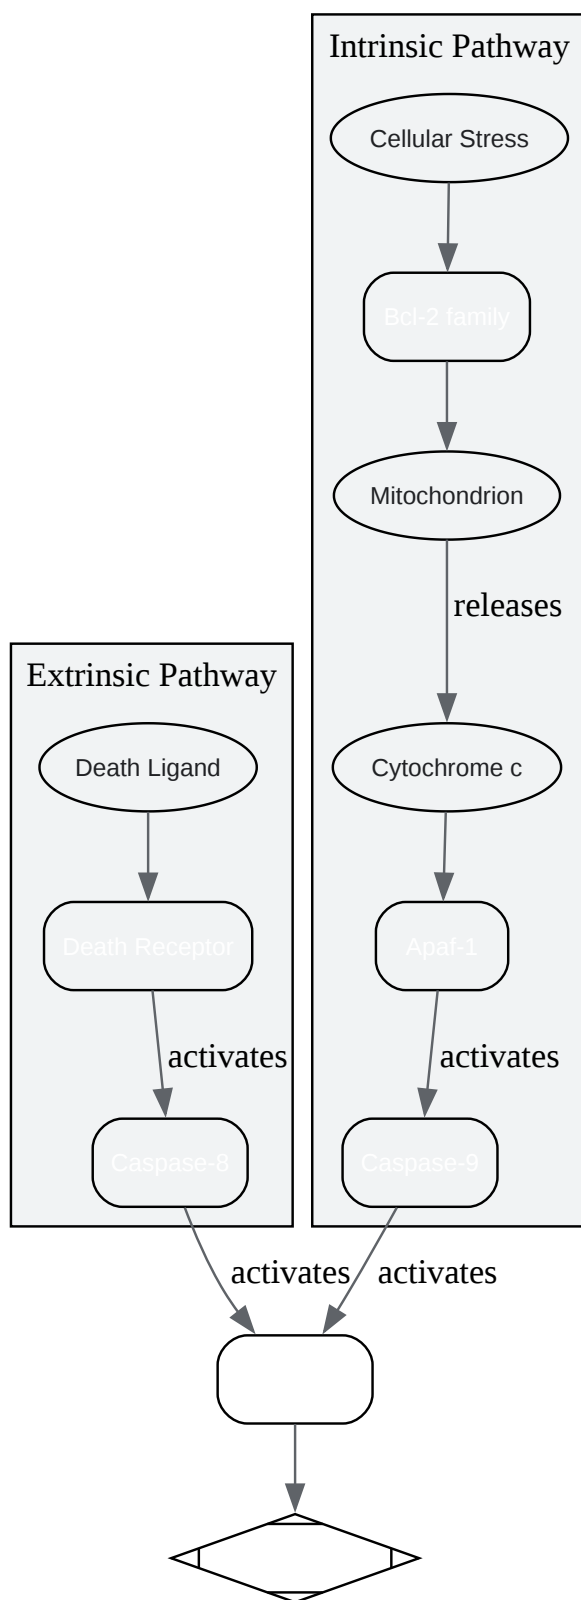 Intrinsic Pathway
Cellular Stress
Bcl-2 family
Mitochondrion
releases
Extrinsic Pathway
Death Ligand
Cytochrome c
Death Receptor
Apaf-1
activates
activates
Caspase-8
Caspase-9
activates
activates